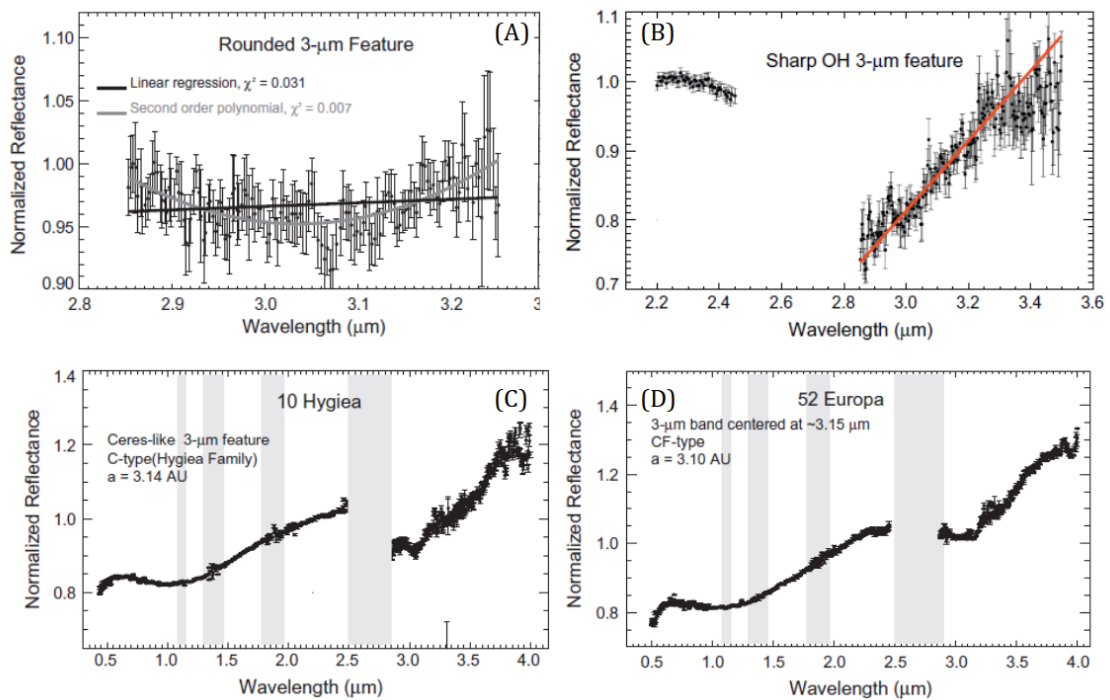 (A)
Rounded 3-μm Feature
Linear regression, χ² = 0.031
Second order polynomial, χ² = 0.007
Normalized Reflectance
1.10
1.05
1.00
0.95
0.90
2.8
2.9
3.0
3.1
3.2
3
Wavelength (μm)
(B)
Sharp OH 3-μm feature
Normalized Reflectance
1.1
1.0
0.9
0.8
0.7
2.2
2.4
2.6
2.8
3.0
3.2
3.4
3.6
Wavelength (μm)
(C)
10 Hygiea
Ceres-like 3-μm feature
C-type(Hygiea Family)
a = 3.14 AU
Normalized Reflectance
1.4
1.2
1.0
0.8
0.5
1.0
1.5
2.0
2.5
3.0
3.5
4.0
Wavelength (μm)
(D)
52 Europa
3-μm band centered at ~3.15 μm
CF-type
a = 3.10 AU
Normalized Reflectance
1.4
1.2
1.0
0.8
0.5
1.0
1.5
2.0
2.5
3.0
3.5
4.0
Wavelength (μm)